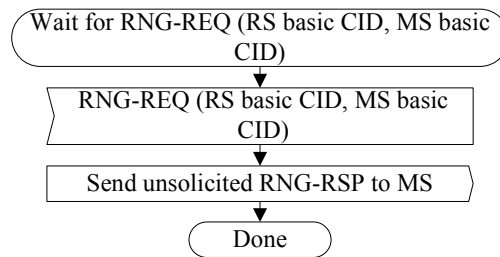 Wait for RNG-REQ (RS basic CID, MS basic
CID)
RNG-REQ (RS basic CID, MS basic
CID)
Send unsolicited RNG-RSP to MS
Done